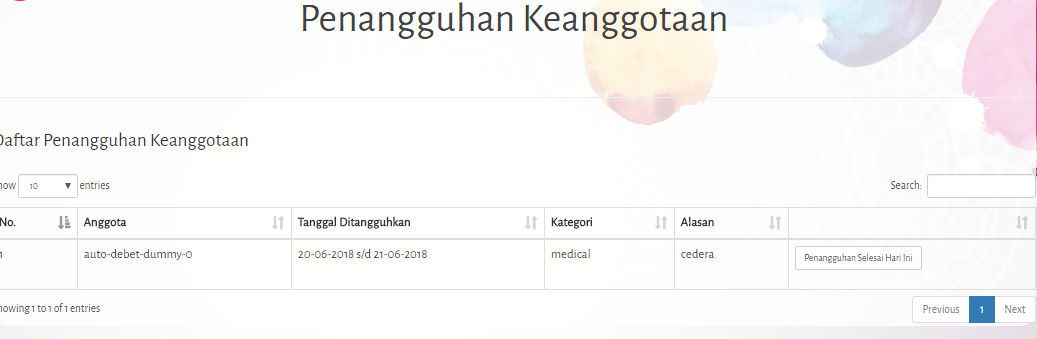 Penangguhan Keanggotaan
Daftar Penangguhan Keanggotaan
how 10 entries Search:
No. Anggota Tanggal Ditangguhkan Kategori Alasan
1 auto-debet-dummy-0 20-06-2018 s/d 21-06-2018 medical cedera Penangguhan Selesai Hari Ini
howing 1 to 1 of 1 entries Previous 1 Next